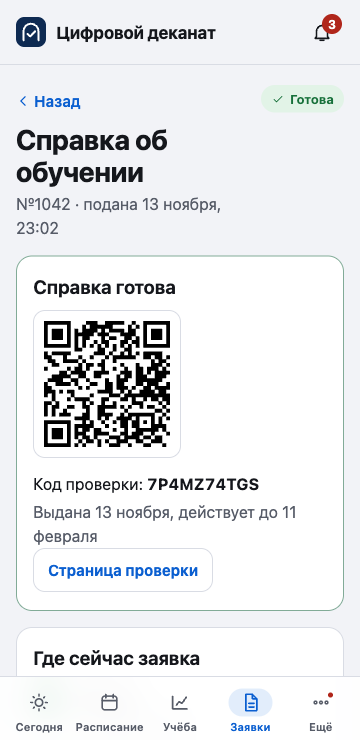 Цифровой деканат
3
Назад
Готова
Справка об
обучении
№1042 · подана 13 ноября,
23:02
Справка готова
Код проверки: 7P4MZ74TGS
Выдана 13 ноября, действует до 11
февраля
Страница проверки
Где сейчас заявка
Сегодня
Расписание
Учёба
Заявки
Ещё